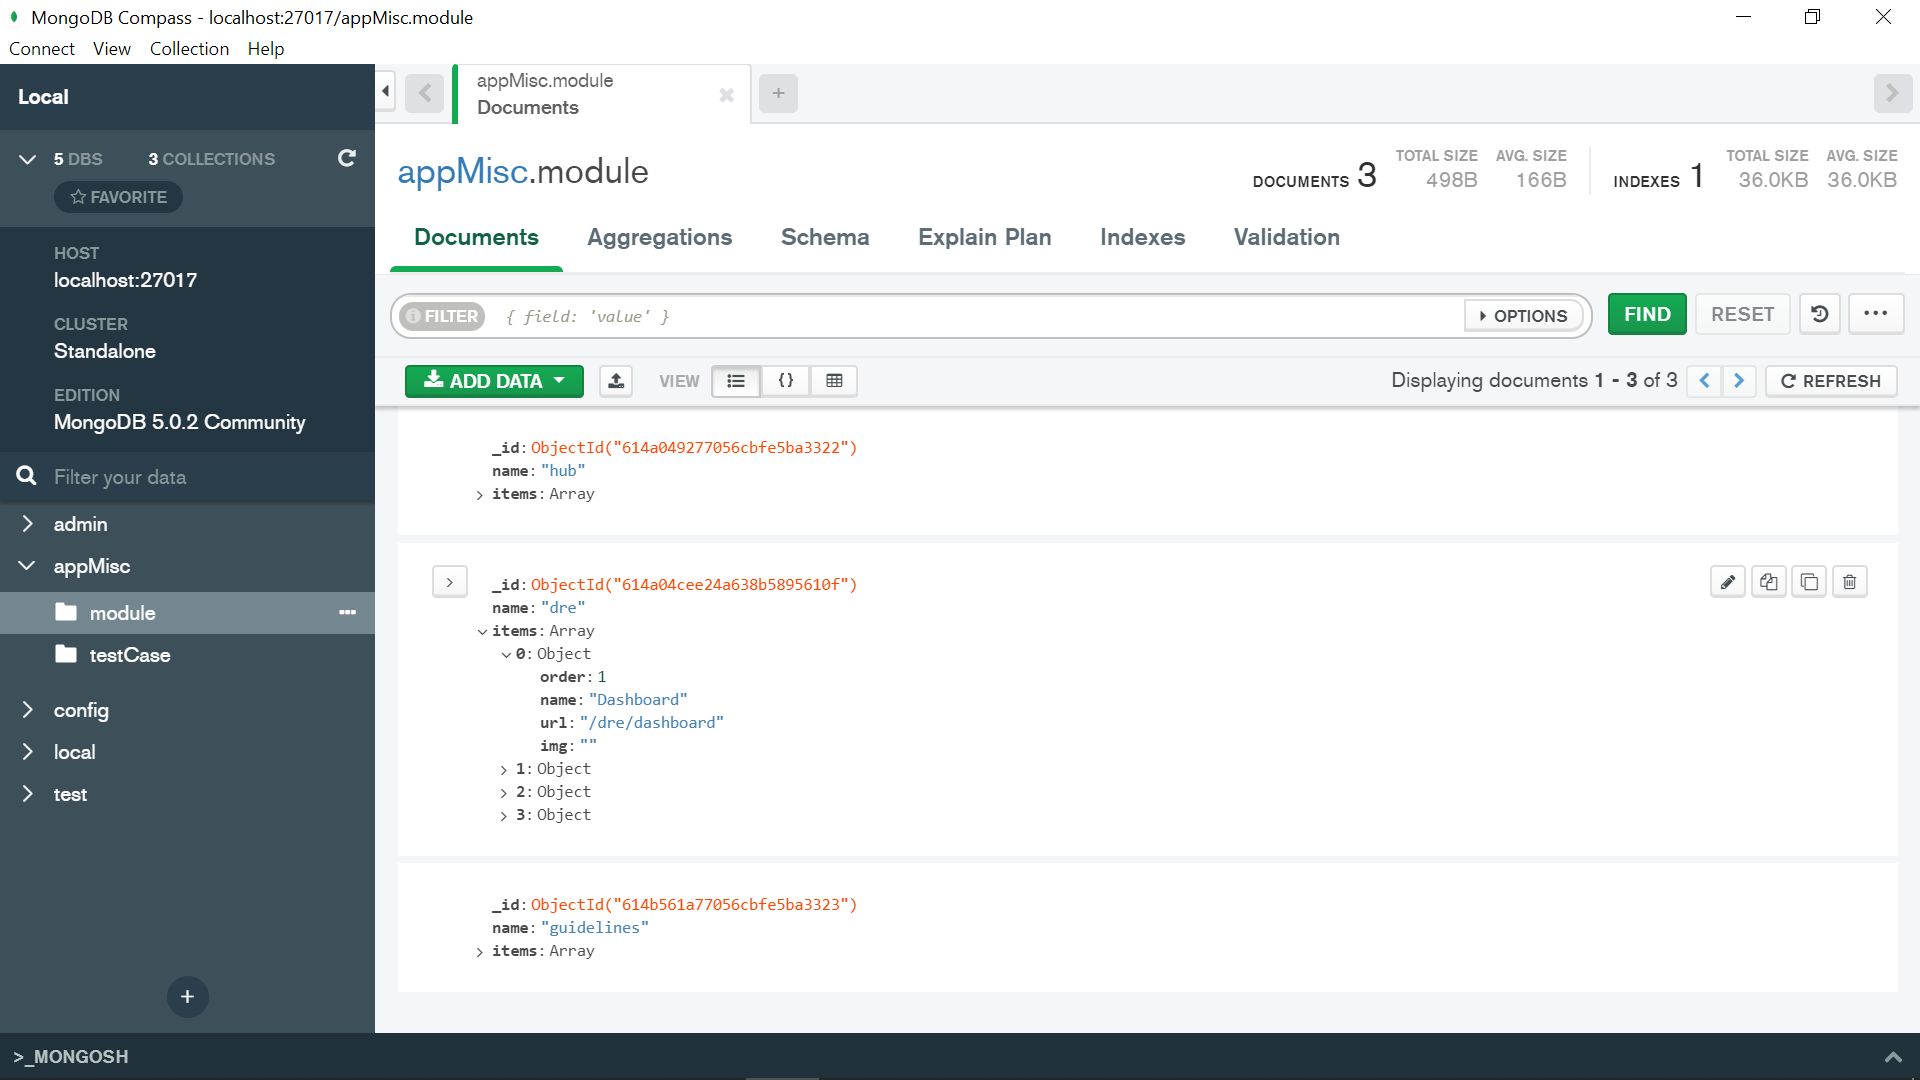 MongoDB Compass - localhost:27017/appMisc.module
Connect View Collection Help
Local
5 DBS 3 COLLECTIONS
FAVORITE
HOST
localhost:27017
CLUSTER
Standalone
EDITION
MongoDB 5.0.2 Community
Filter your data
admin
appMisc
module
testCase
config
local
test
+
>_MONGOSH
appMisc.module
Documents
+
appMisc.module
DOCUMENTS 3 TOTAL SIZE 498B AVG. SIZE 166B INDEXES 1 TOTAL SIZE 36.0KB AVG. SIZE 36.0KB
Documents Aggregations Schema Explain Plan Indexes Validation
FILTER { field: 'value' } OPTIONS FIND RESET ...
ADD DATA VIEW {} Displaying documents 1 - 3 of 3 REFRESH
_id: ObjectId("614a049277056cbfe5ba3322")
name: "hub"
items: Array
_id: ObjectId("614a04cee24a638b5895610f")
name: "dre"
items: Array
0: Object
order: 1
name: "Dashboard"
url: "/dre/dashboard"
img: ""
1: Object
2: Object
3: Object
_id: ObjectId("614b561a77056cbfe5ba3323")
name: "guidelines"
items: Array